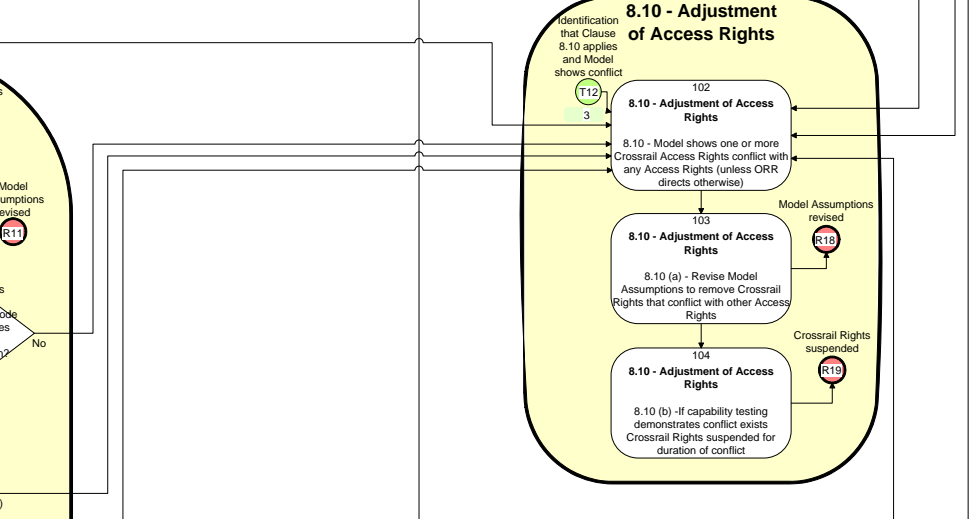 8.10 - Adjustment
of Access Rights
Identification
that Clause
8.10 applies
and Model
shows conflict
T12
3
102
8.10 - Adjustment of Access
Rights
8.10 - Model shows one or more
Crossrail Access Rights conflict with
any Access Rights (unless ORR
directs otherwise)
103
8.10 - Adjustment of Access
Rights
8.10 (a) - Revise Model
Assumptions to remove Crossrail
Rights that conflict with other Access
Rights
Model Assumptions
revised
R18
104
8.10 - Adjustment of Access
Rights
8.10 (b) -If capability testing
demonstrates conflict exists
Crossrail Rights suspended for
duration of conflict
Crossrail Rights
suspended
R19
Model
umptions
evised
R11
s
ode
es
n?
No
)